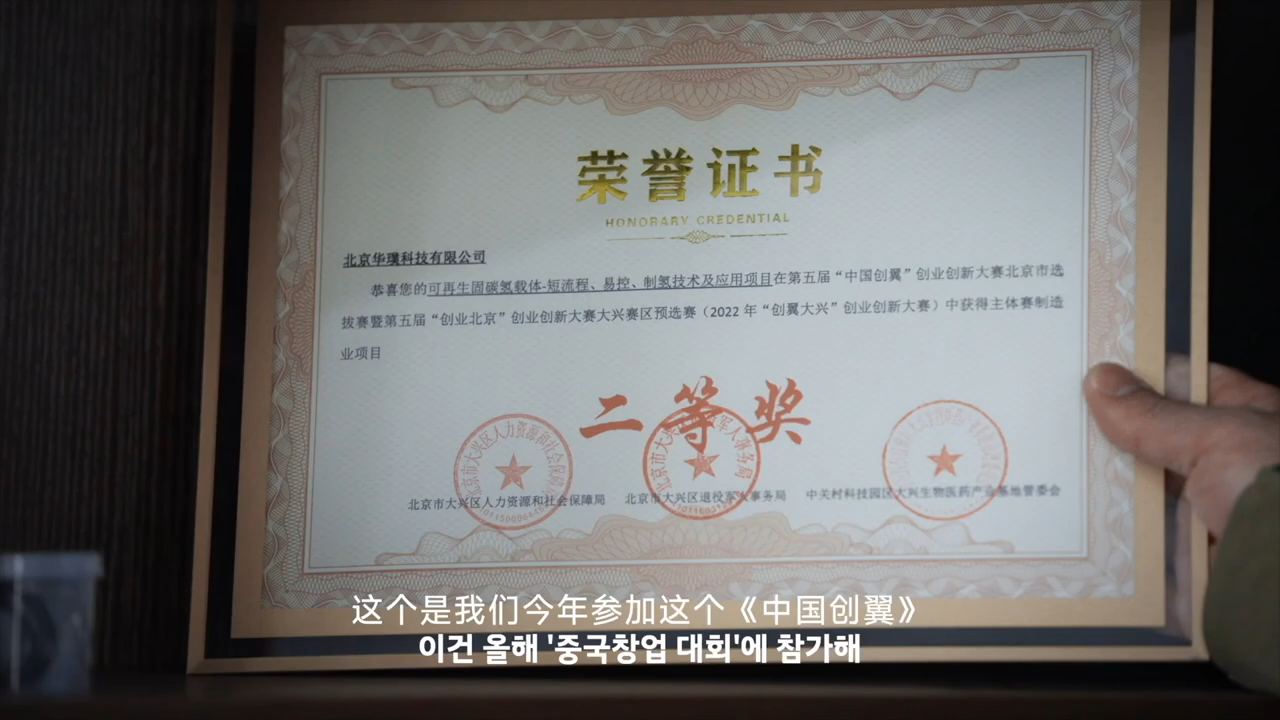 荣誉证书
HONORARY CREDENTIAL
北京华璞科技有限公司
恭喜您的可再生固碳氢载体-短流程、易控、制氢技术及应用项目在第五届“中国创翼”创业创新大赛北京市选
拔赛暨第五届“创业北京”创业创新大赛大兴赛区预选赛（2022 年“创翼大兴”创业创新大赛）中获得主体赛制造
业项目
二等奖
北京市大兴区人力资源和社会保障局 北京市大兴区退役军人事务局 中关村科技园区大兴生物医药产业基地管委会
这个是我们今年参加这个《中国创翼》
이건 올해 '중국창업 대회'에 참가해